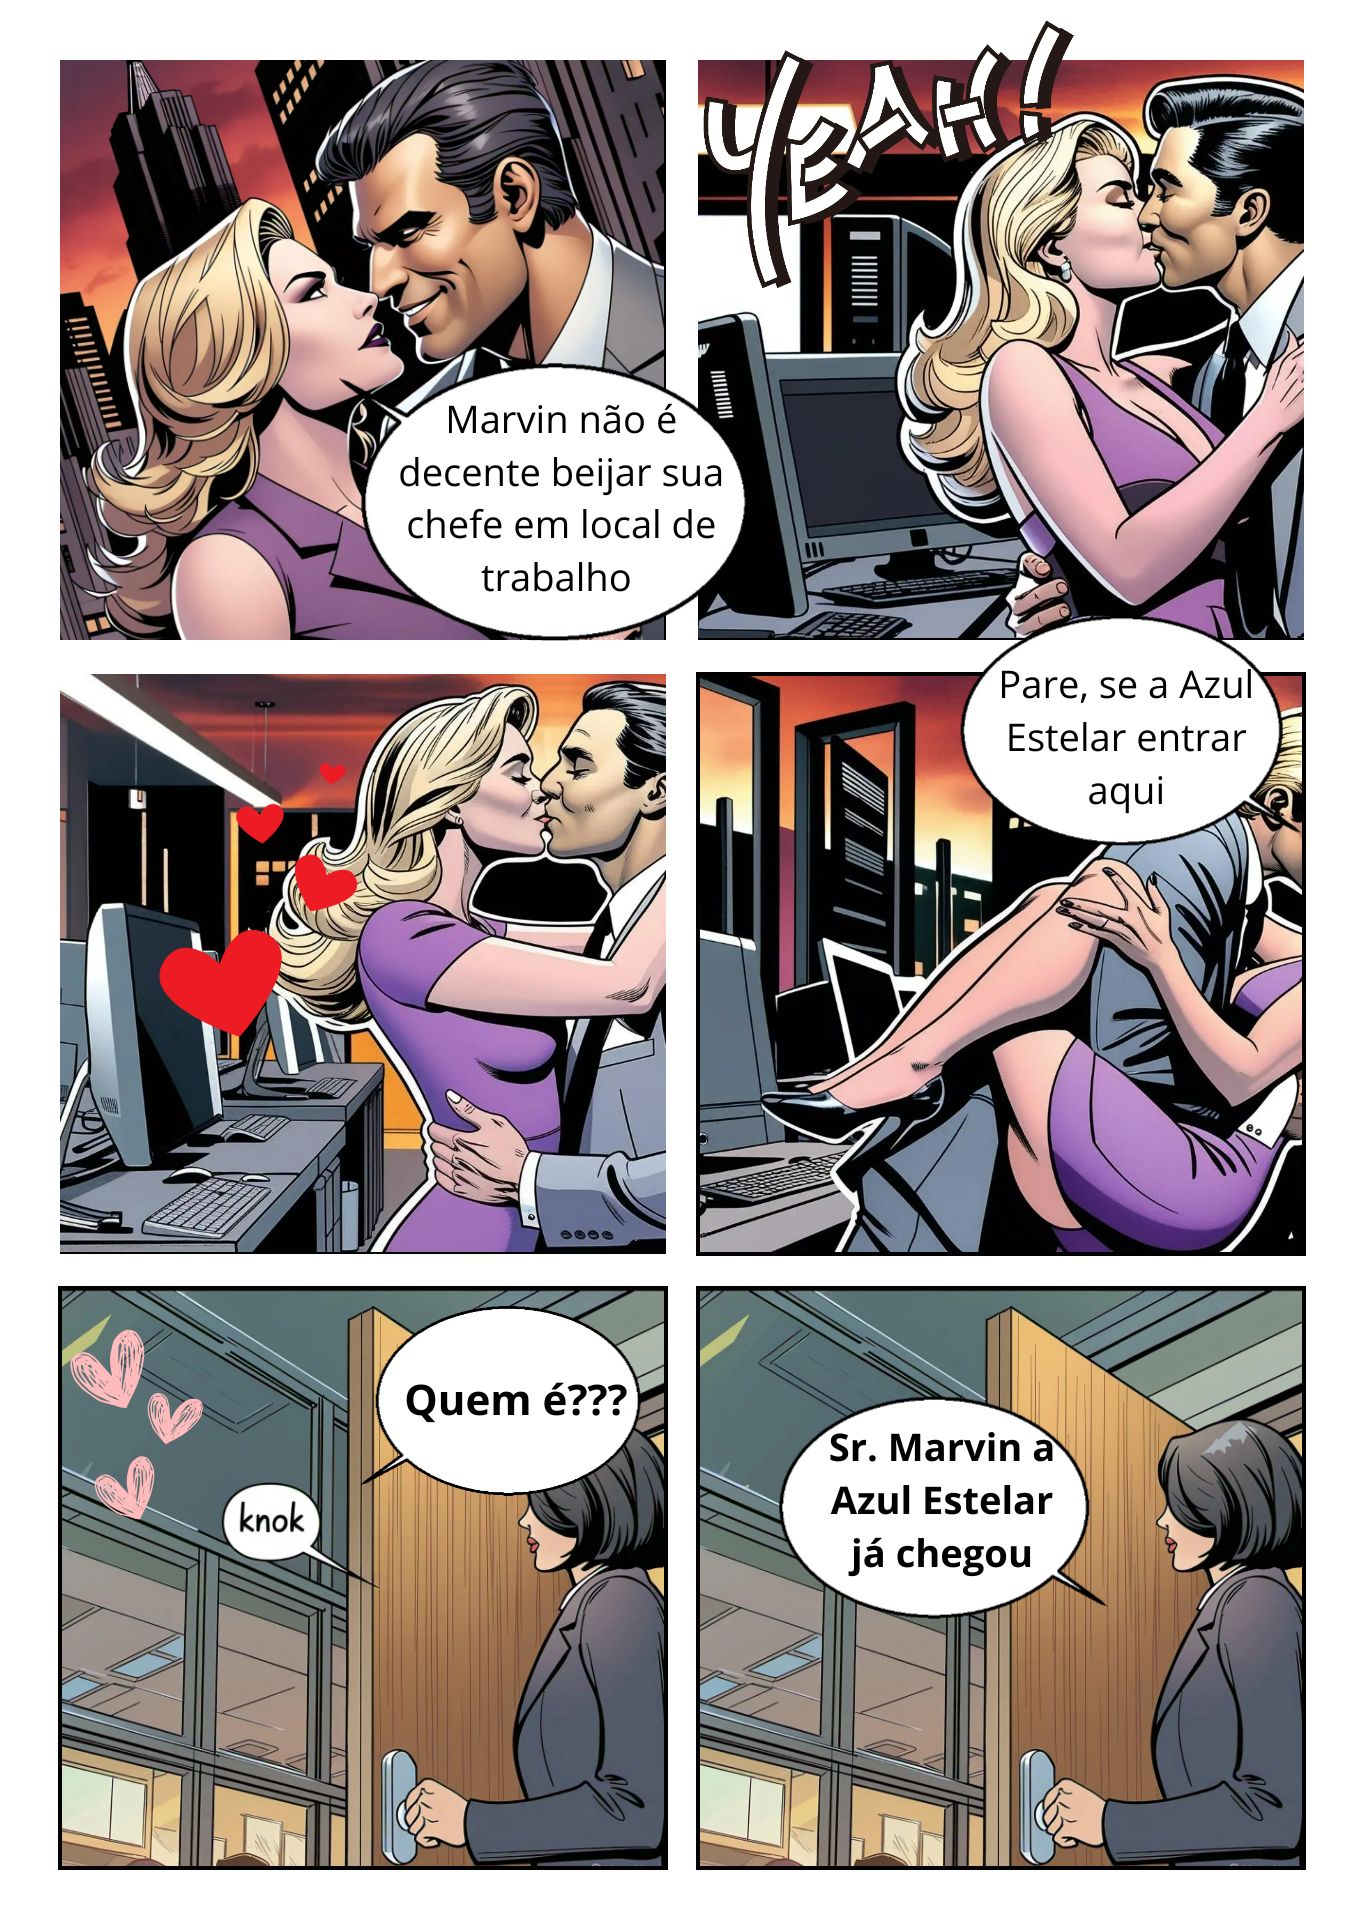 YEAH!
Marvin não é
decente beijar sua
chefe em local de
trabalho
Pare, se a Azul
Estelar entrar
aqui
Quem é???
knok
Sr. Marvin a
Azul Estelar
já chegou